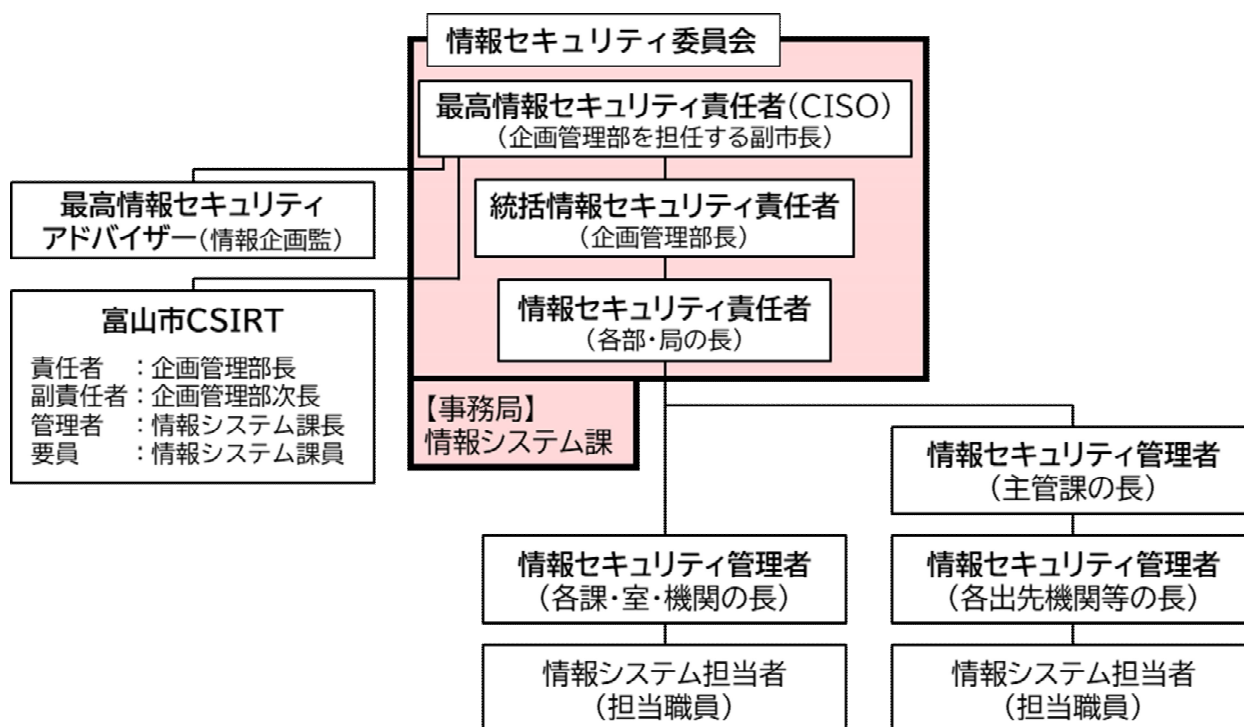 情報セキュリティ委員会
最高情報セキュリティ責任者(CISO)
(企画管理部を担任する副市長)
最高情報セキュリティ
アドバイザー(情報企画監)
統括情報セキュリティ責任者
(企画管理部長)
富山市CSIRT
責任者 :企画管理部長
副責任者:企画管理部次長
管理者 :情報システム課長
要員 :情報システム課員
情報セキュリティ責任者
(各部・局の長)
【事務局】
情報システム課
情報セキュリティ管理者
(主管課の長)
情報セキュリティ管理者
(各課・室・機関の長)
情報セキュリティ管理者
(各出先機関等の長)
情報システム担当者
(担当職員)
情報システム担当者
(担当職員)